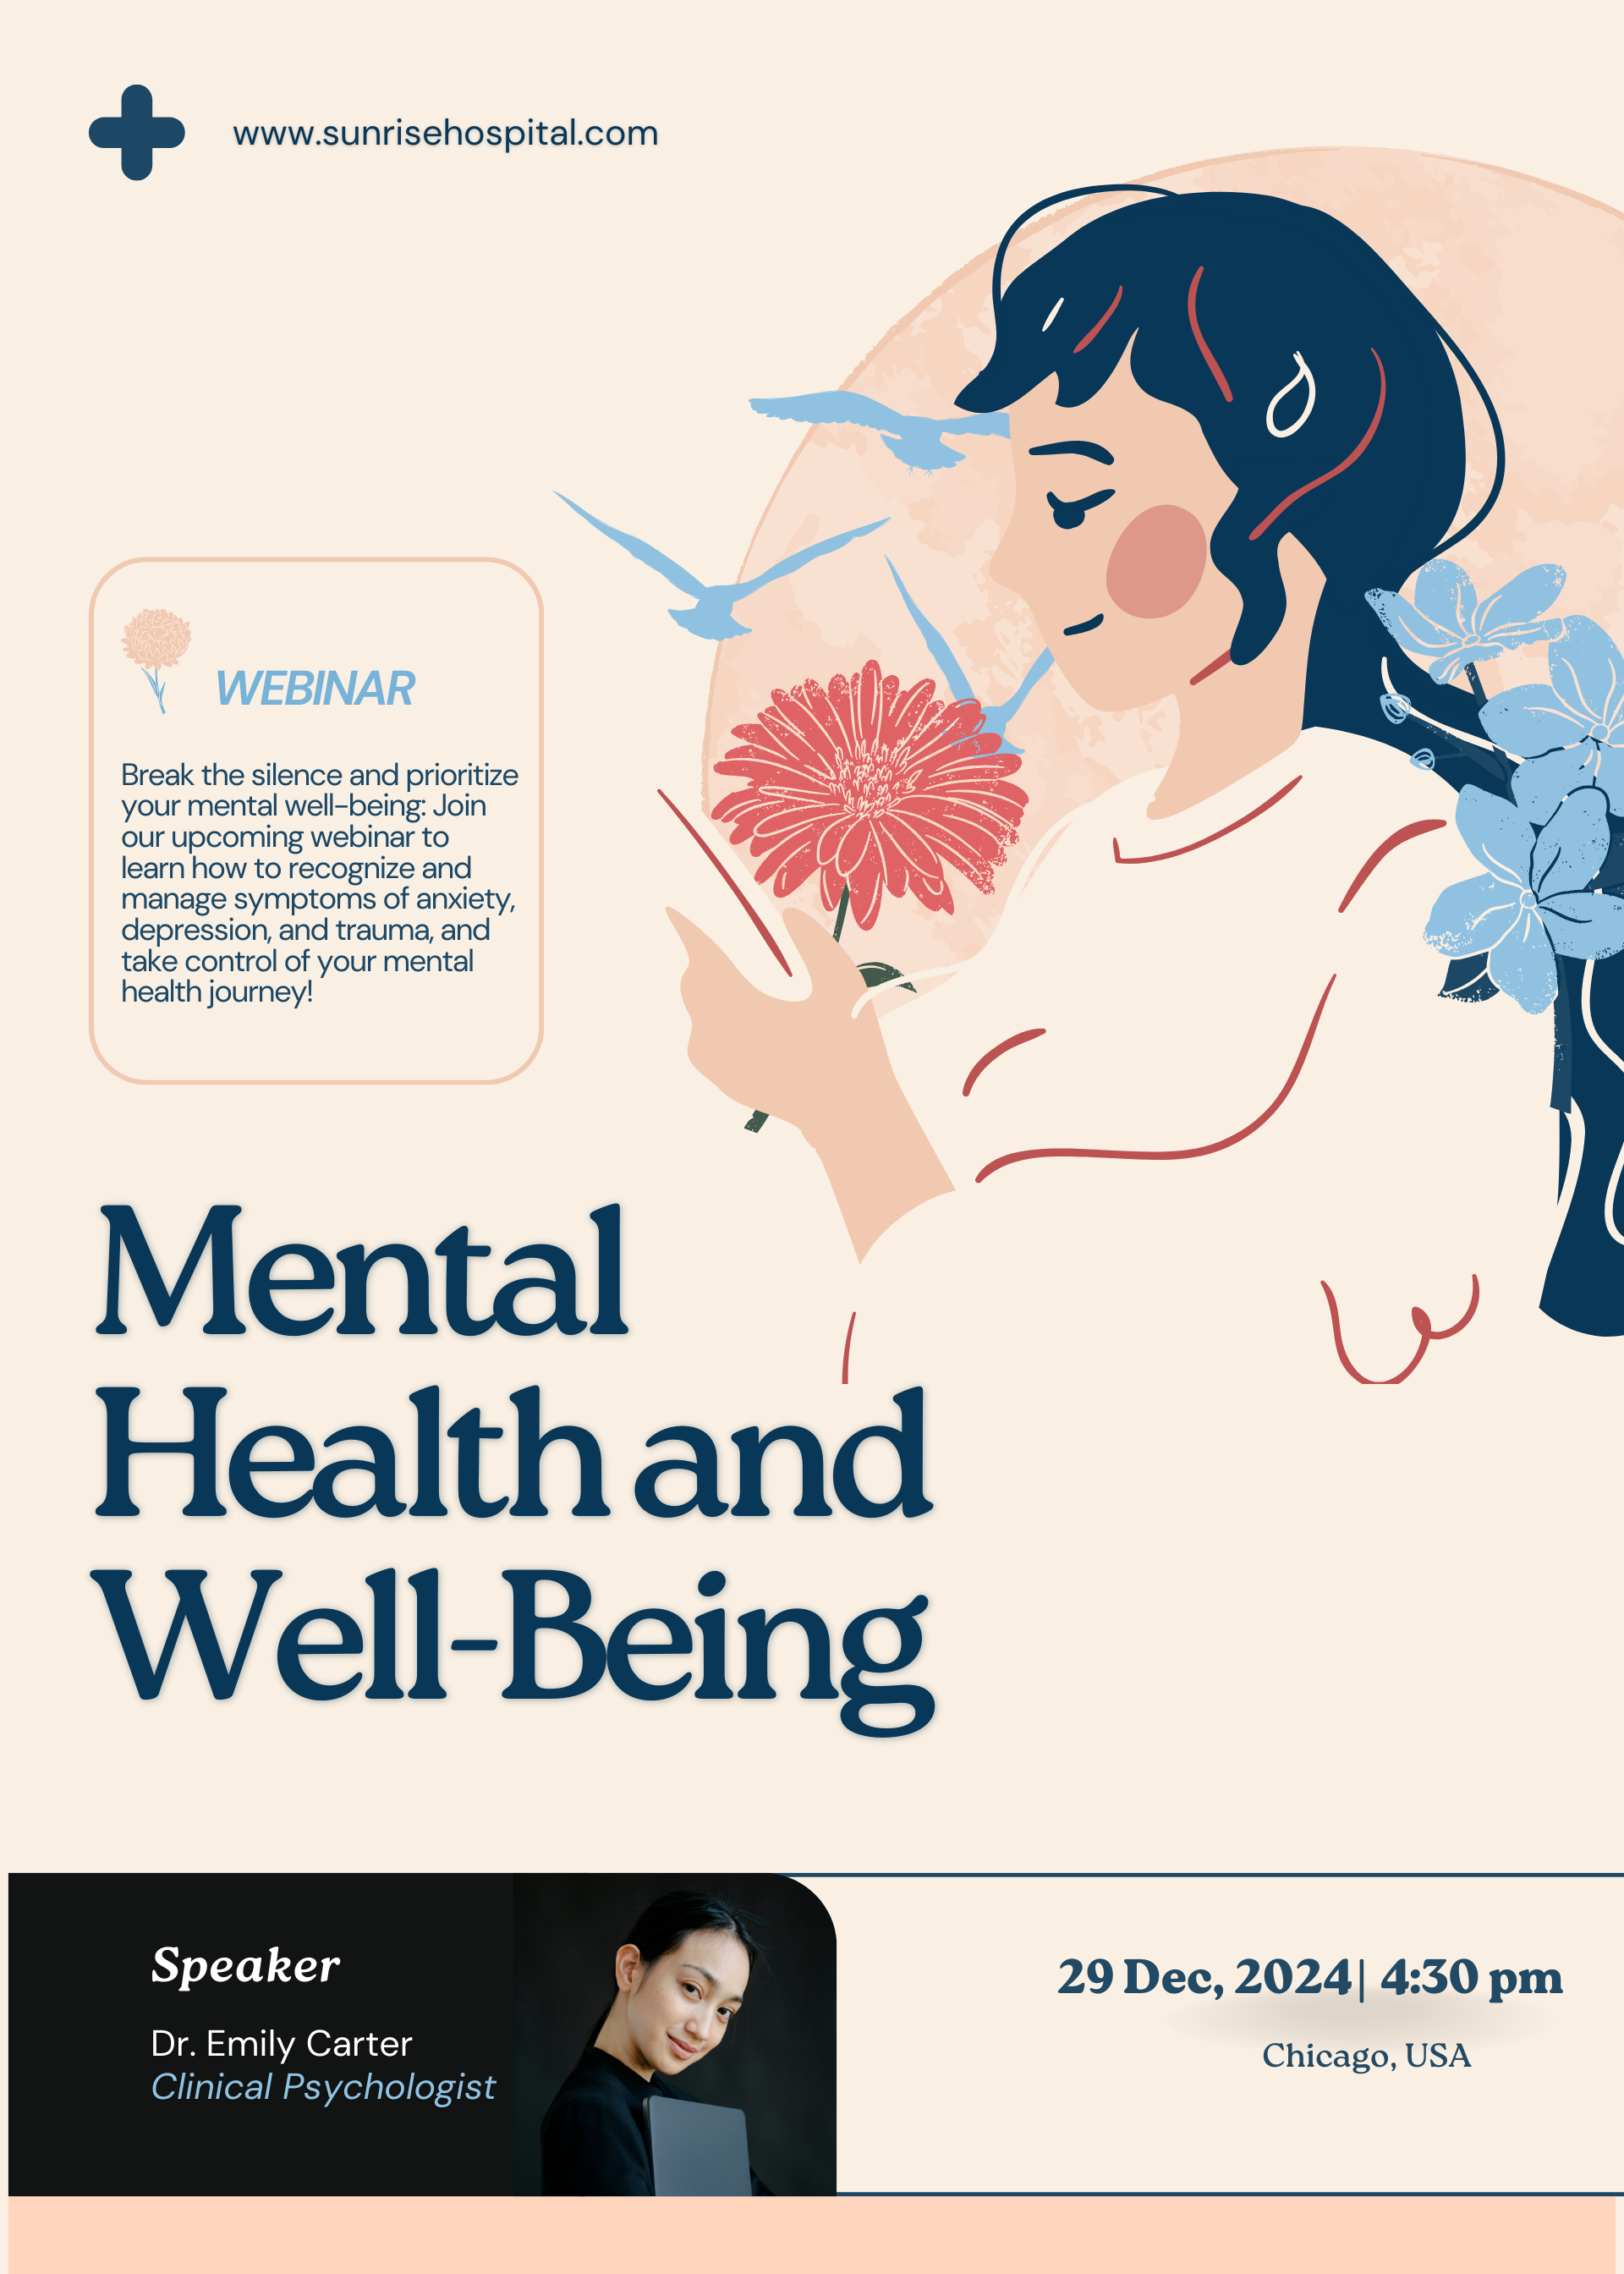 www.sunrisehospital.com
WEBINAR
Break the silence and prioritize
your mental well-being: Join
our upcoming webinar to
learn how to recognize and
manage symptoms of anxiety,
depression, and trauma, and
take control of your mental
health journey!
Mental
Health and
Well-Being
Speaker
Dr. Emily Carter
Clinical Psychologist
29 Dec, 2024| 4:30 pm
Chicago, USA